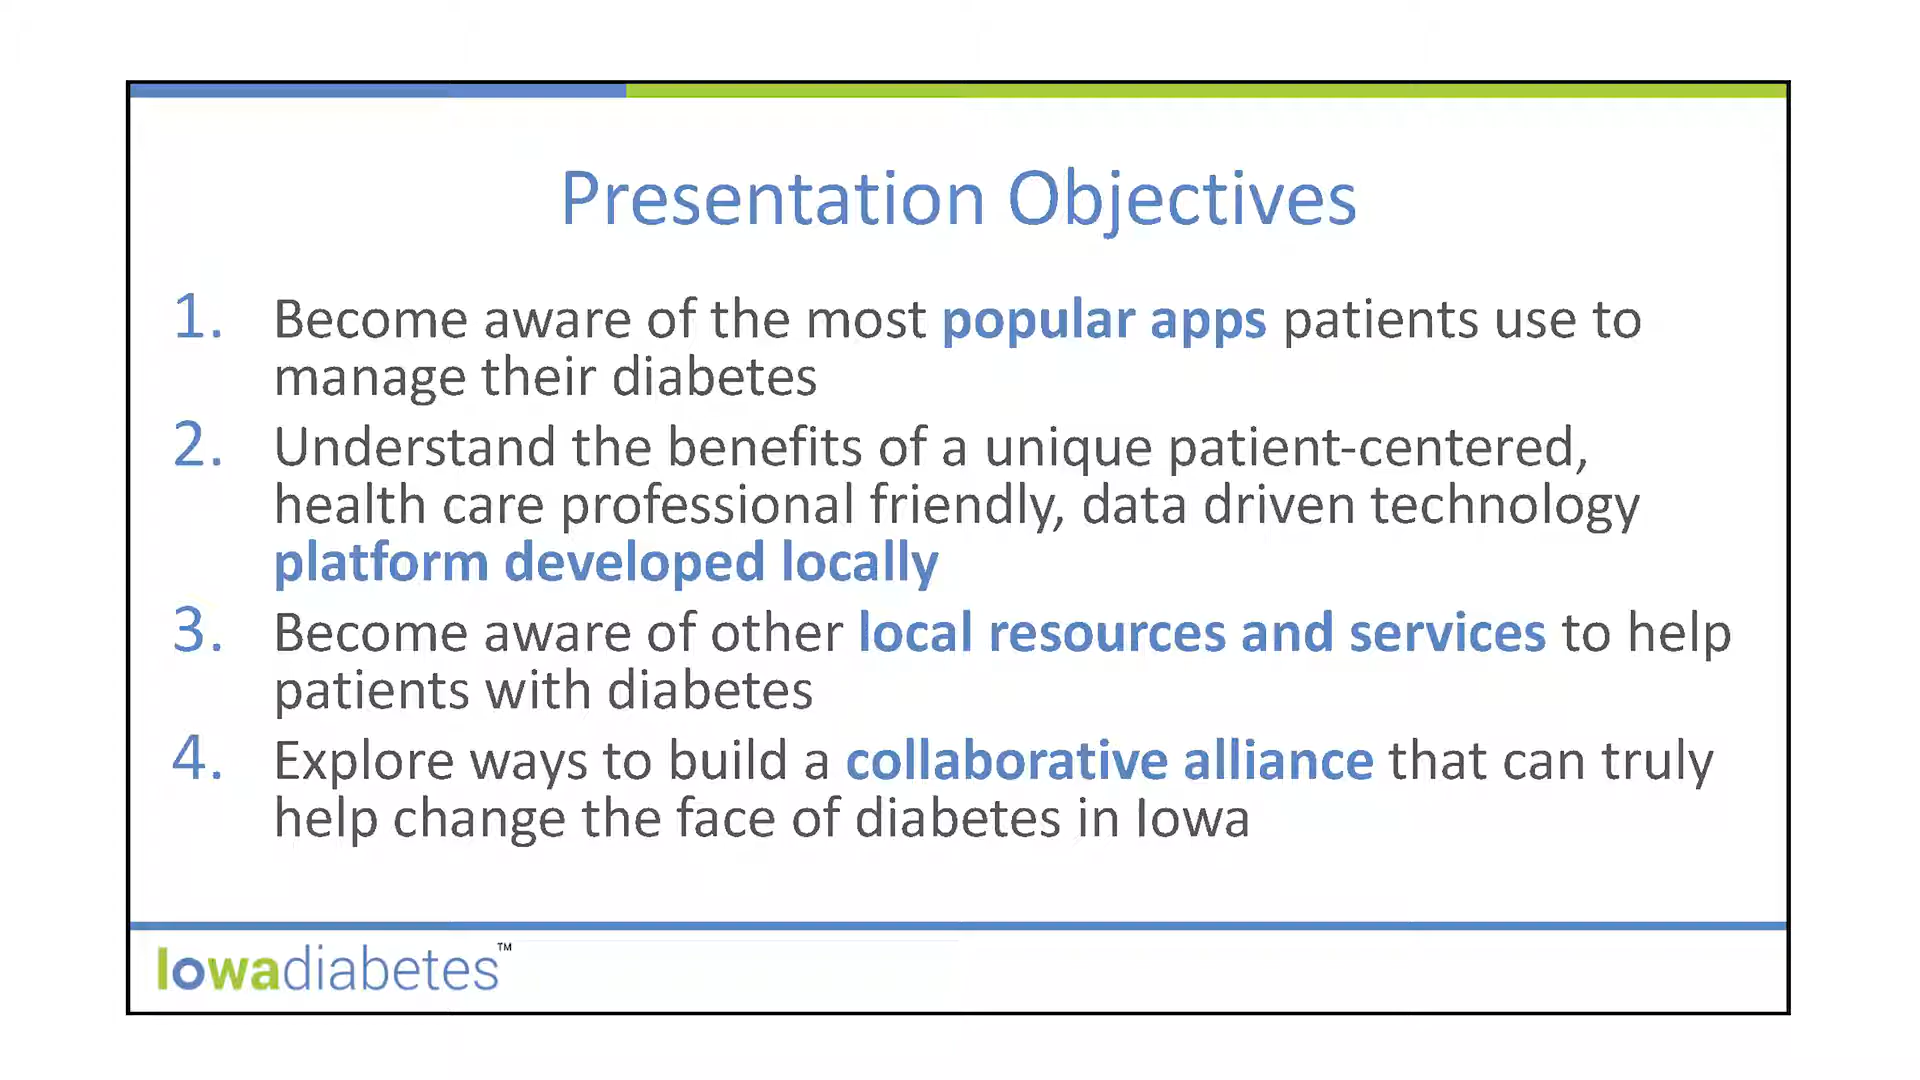 Presentation Objectives
1. Become aware of the most popular apps patients use to
manage their diabetes
2. Understand the benefits of a unique patient-centered,
health care professional friendly, data driven technology
platform developed locally
3. Become aware of other local resources and services to help
patients with diabetes
4. Explore ways to build a collaborative alliance that can truly
help change the face of diabetes in Iowa
Iowadiabetes™